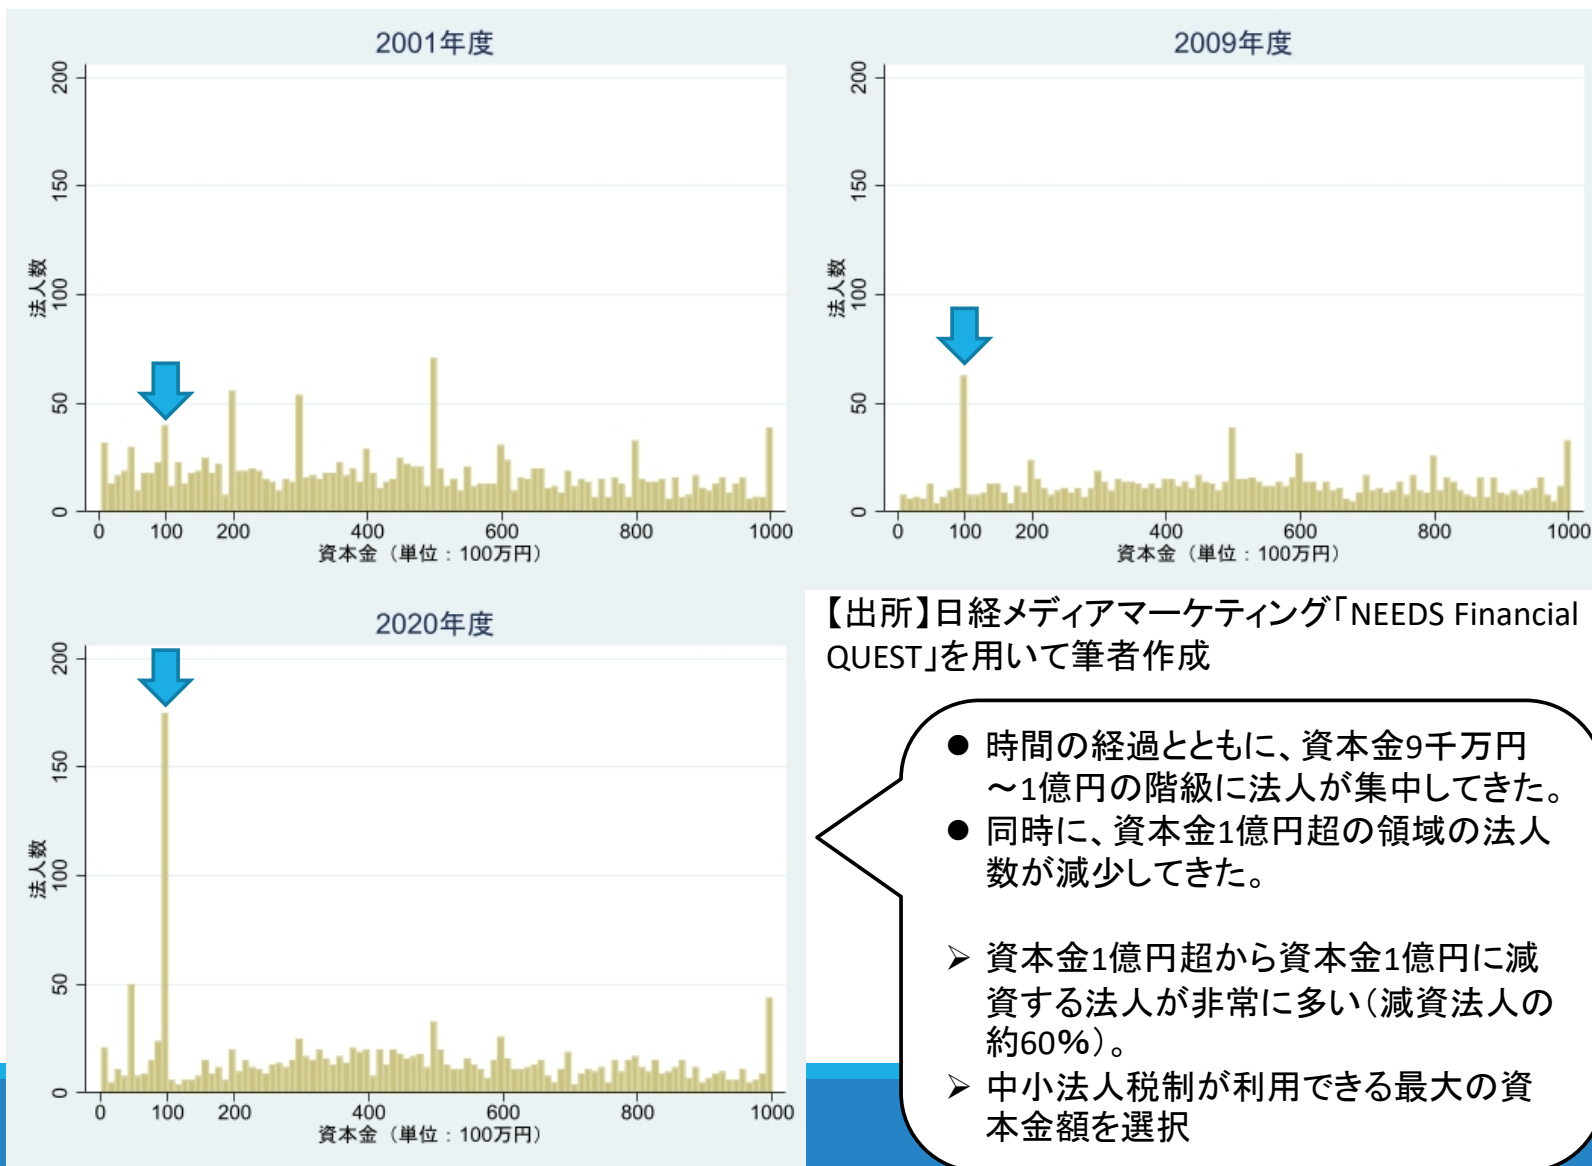 2001年度
200
150
100
50
0
法人数
0 100 200 400 600 800 1000
資本金（単位：100万円）
2009年度
200
150
100
50
0
法人数
0 100 200 400 600 800 1000
資本金（単位：100万円）
2020年度
200
150
100
50
0
法人数
0 100 200 400 600 800 1000
資本金（単位：100万円）
【出所】日経メディアマーケティング「NEEDS Financial
QUEST」を用いて筆者作成
● 時間の経過とともに、資本金9千万円
～1億円の階級に法人が集中してきた。
● 同時に、資本金1億円超の領域の法人
数が減少してきた。
➢ 資本金1億円超から資本金1億円に減
資する法人が非常に多い（減資法人の
約60%）。
➢ 中小法人税制が利用できる最大の資
本金額を選択